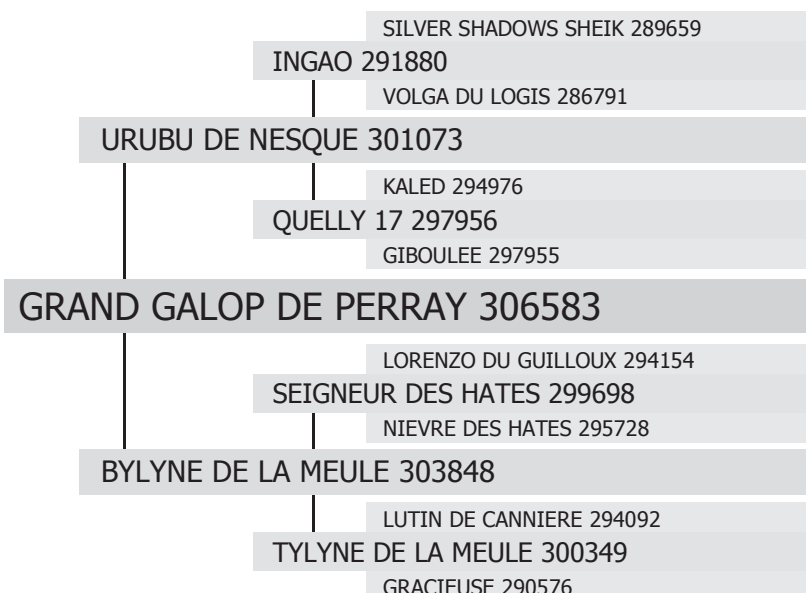 SILVER SHADOWS SHEIK 289659
INGAO 291880
VOLGA DU LOGIS 286791
URUBU DE NESQUE 301073
KALED 294976
QUELLY 17 297956
GIBOULEE 297955
GRAND GALOP DE PERRAY 306583
LORENZO DU GUILLOUX 294154
SEIGNEUR DES HATES 299698
NIEVRE DES HATES 295728
BYLYNE DE LA MEULE 303848
LUTIN DE CANNIERE 294092
TYLYNE DE LA MEULE 300349
GRACIEUSE 290576